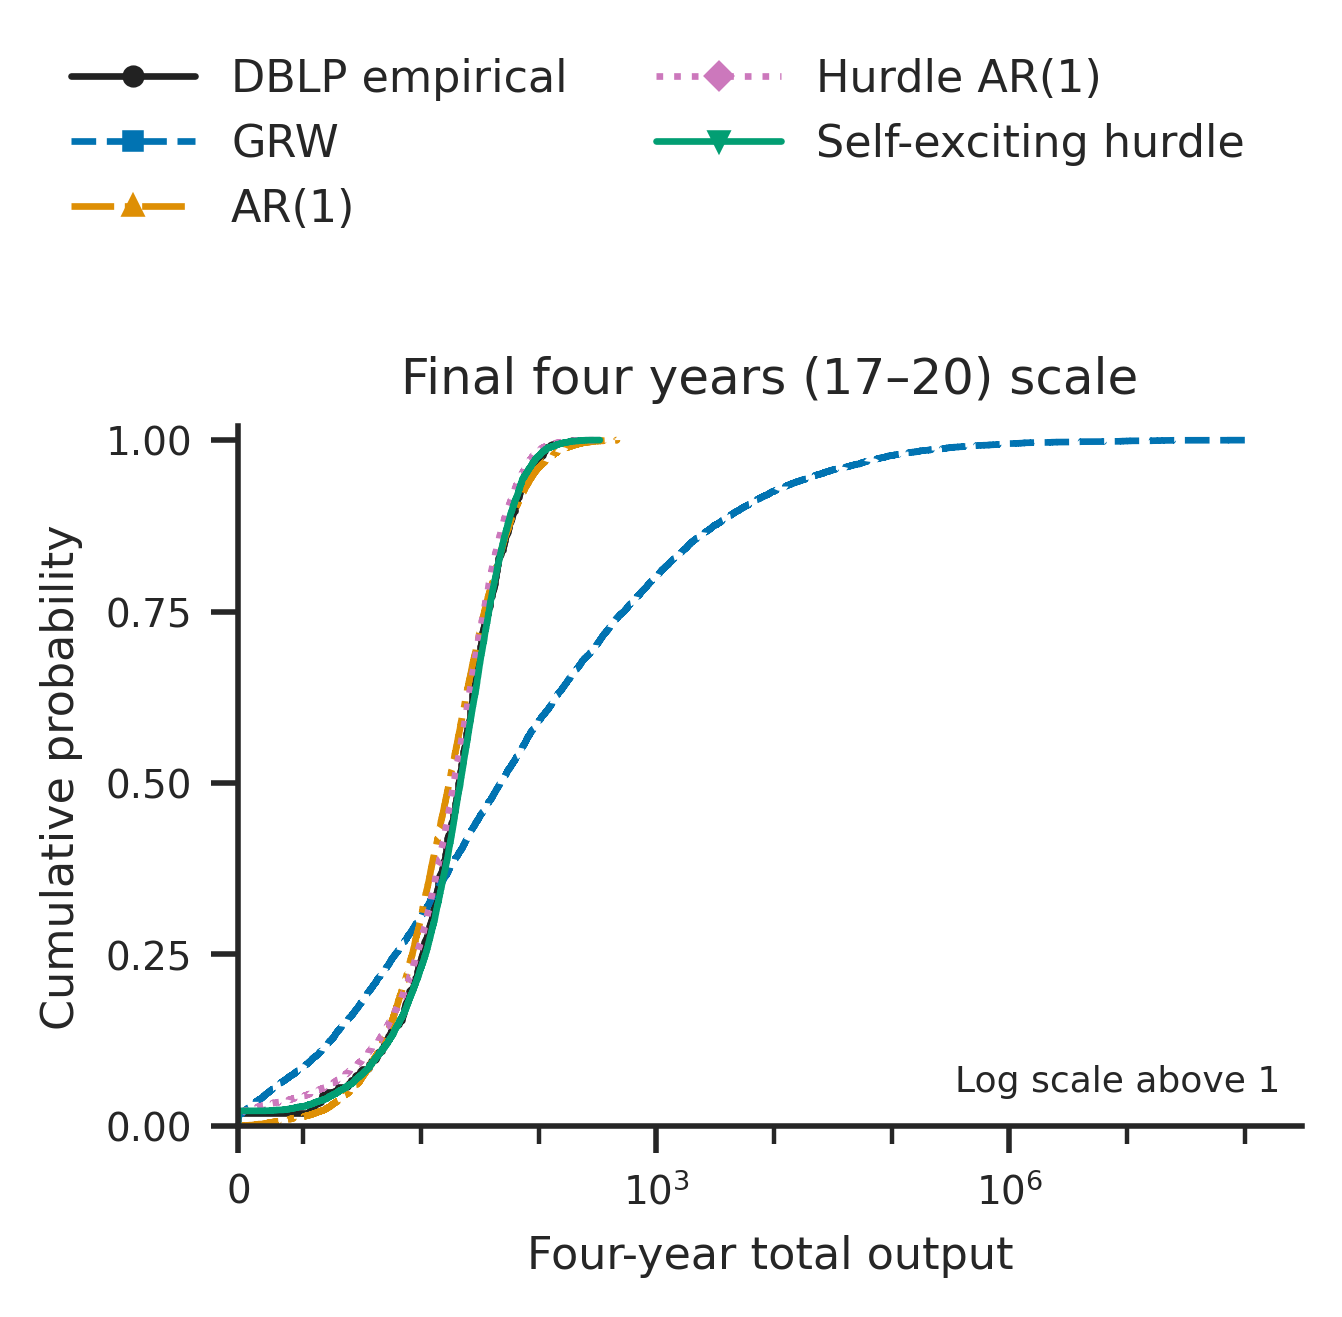 DBLP empirical
GRW
AR(1)
Hurdle AR(1)
Self-exciting hurdle
Final four years (17–20) scale
Cumulative probability
1.00
0.75
0.50
0.25
0.00
Log scale above 1
0
10³
10⁶
Four-year total output